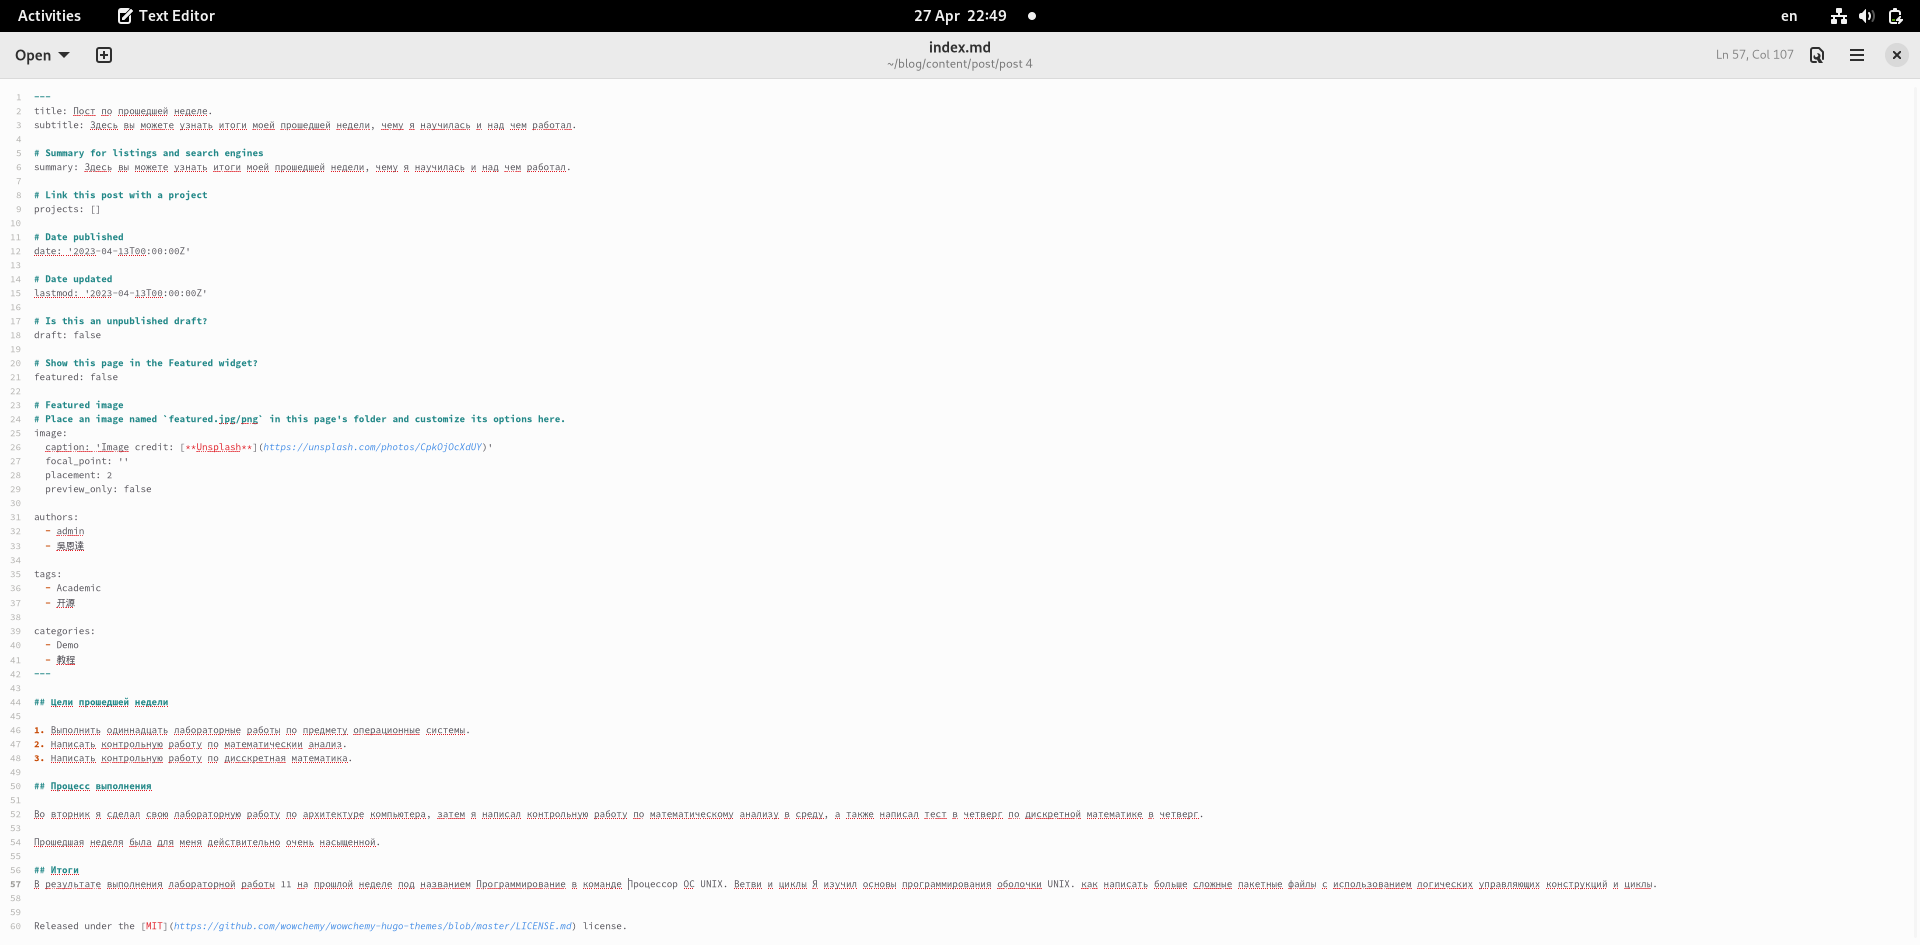 Activities Text Editor 27 Apr 22:49 en
Open index.md Ln 57, Col 107
~/blog/content/post/post 4
1 ---
2 title: Пост по прошедшей неделе.
3 subtitle: Здесь вы можете узнать итоги моей прошедшей недели, чему я научилась и над чем работал.
4
5 # Summary for listings and search engines
6 summary: Здесь вы можете узнать итоги моей прошедшей недели, чему я научилась и над чем работал.
7
8 # Link this post with a project
9 projects: []
10
11 # Date published
12 date: '2023-04-13T00:00:00Z'
13
14 # Date updated
15 lastmod: '2023-04-13T00:00:00Z'
16
17 # Is this an unpublished draft?
18 draft: false
19
20 # Show this page in the Featured widget?
21 featured: false
22
23 # Featured image
24 # Place an image named `featured.jpg/png` in this page's folder and customize its options here.
25 image:
26 caption: 'Image credit: [**Unsplash**](https://unsplash.com/photos/CpkOjOcXdUY)'
27 focal_point: ''
28 placement: 2
29 preview_only: false
30
31 authors:
32 - admin
33 - 吳恩達
34
35 tags:
36 - Academic
37 - 开源
38
39 categories:
40 - Demo
41 - 教程
42 ---
43
44 ## Цели прошедшей недели
45
46 1. Выполнить одиннадцать лабораторные работы по предмету операционные системы.
47 2. Написать контрольную работу по математическии анализ.
48 3. Написать контрольную работу по дисскретная математика.
49
50 ## Процесс выполнения
51
52 Во вторник я сделал свою лабораторную работу по архитектуре компьютера, затем я написал контрольную работу по математическому анализу в среду, а также написал тест в четверг по дискретной математике в четверг.
53
54 Прошедшая неделя была для меня действительно очень насыщенной.
55
56 ## Итоги
57 В результате выполнения лабораторной работы 11 на прошлой неделе под названием Программирование в команде Процессор ОС UNIX. Ветви и циклы Я изучил основы программирования оболочки UNIX. как написать больше сложные пакетные файлы с использованием логических управляющих конструкций и циклы.
58
59
60 Released under the [MIT](https://github.com/wowchemy/wowchemy-hugo-themes/blob/master/LICENSE.md) license.